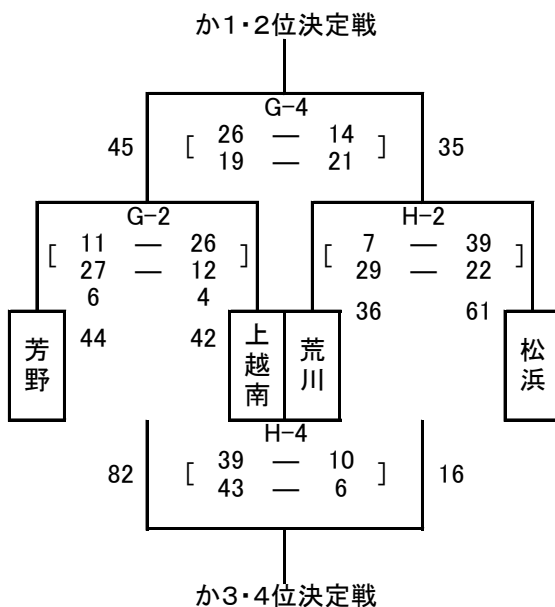 か1・2位決定戦
G-4
45 [ 26 — 14 ] 35
19 — 21
G-2 H-2
[ 11 — 26 ] [ 7 — 39 ]
27 — 12 29 — 22
6 4
44 42 36 61
芳野 上越南 荒川 松浜
H-4
82 [ 39 — 10 ] 16
43 — 6
か3・4位決定戦